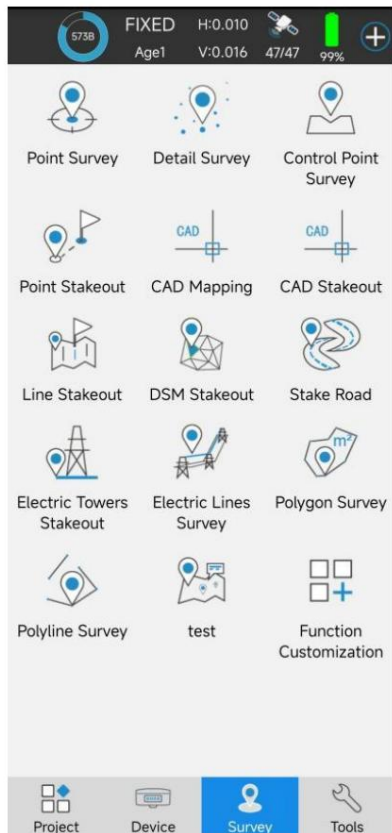 573B
FIXED H:0.010
Age1 V:0.016 47/47 99%
Point Survey Detail Survey Control Point
Survey
CAD CAD
Point Stakeout CAD Mapping CAD Stakeout
Line Stakeout DSM Stakeout Stake Road
m²
Electric Towers Electric Lines Polygon Survey
Stakeout Survey
Polyline Survey test Function
Customization
Project Device Survey Tools